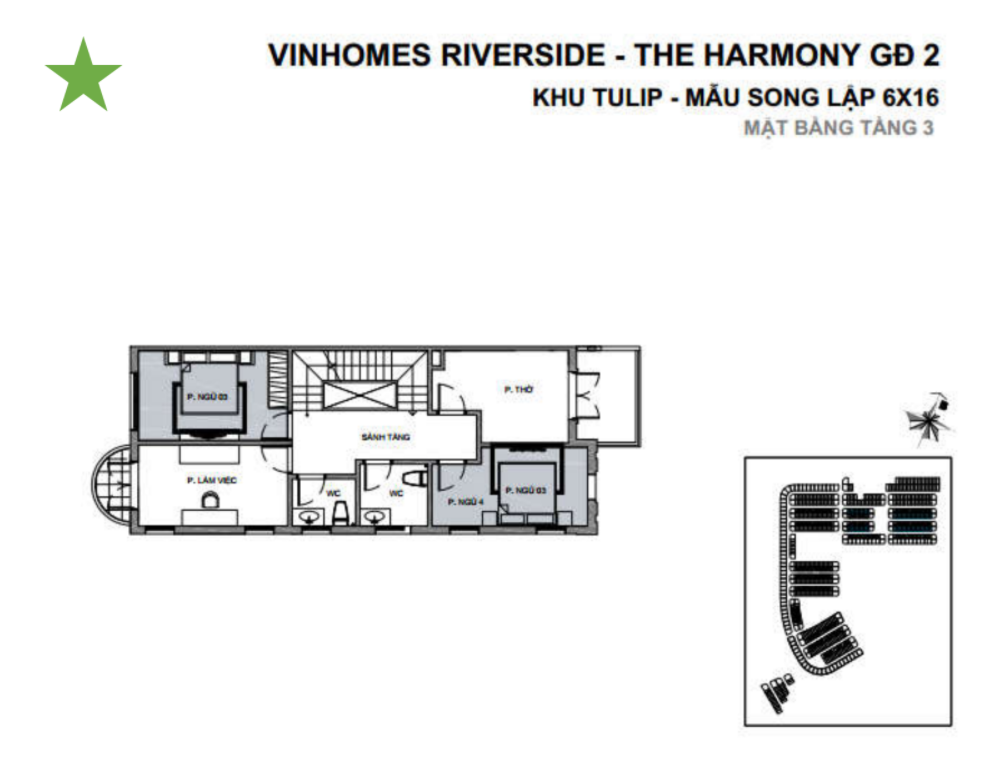 VINHOMES RIVERSIDE - THE HARMONY GĐ 2
KHU TULIP - MẪU SONG LẬP 6X16
MẶT BẰNG TẦNG 3
P. NGỦ 03
P. THỜ
SẢNH TẦNG
P. LÀM VIỆC
WC
WC
P. NGỦ 4
P. NGỦ 03